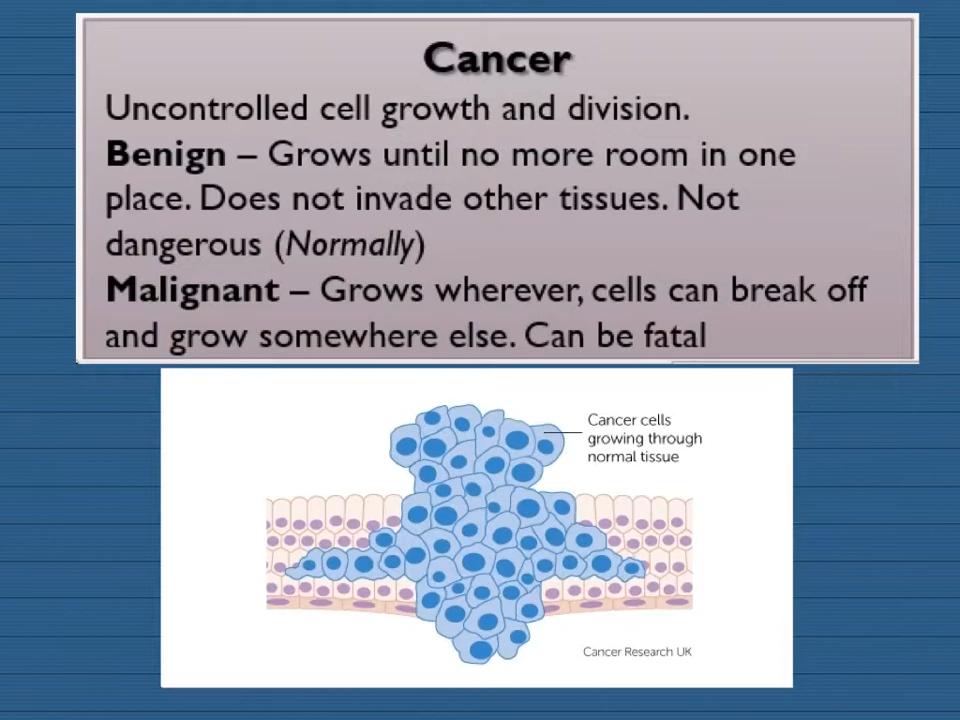 Cancer
Uncontrolled cell growth and division.
Benign – Grows until no more room in one
place. Does not invade other tissues. Not
dangerous (Normally)
Malignant – Grows wherever, cells can break off
and grow somewhere else. Can be fatal
Cancer cells
growing through
normal tissue
Cancer Research UK